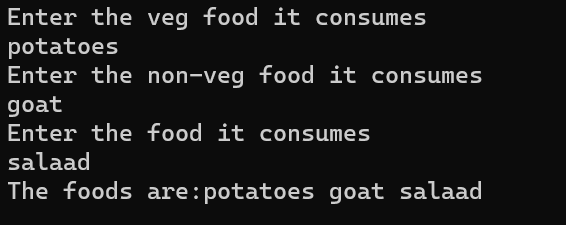 Enter the veg food it consumes
potatoes
Enter the non-veg food it consumes
goat
Enter the food it consumes
salaad
The foods are:potatoes goat salaad